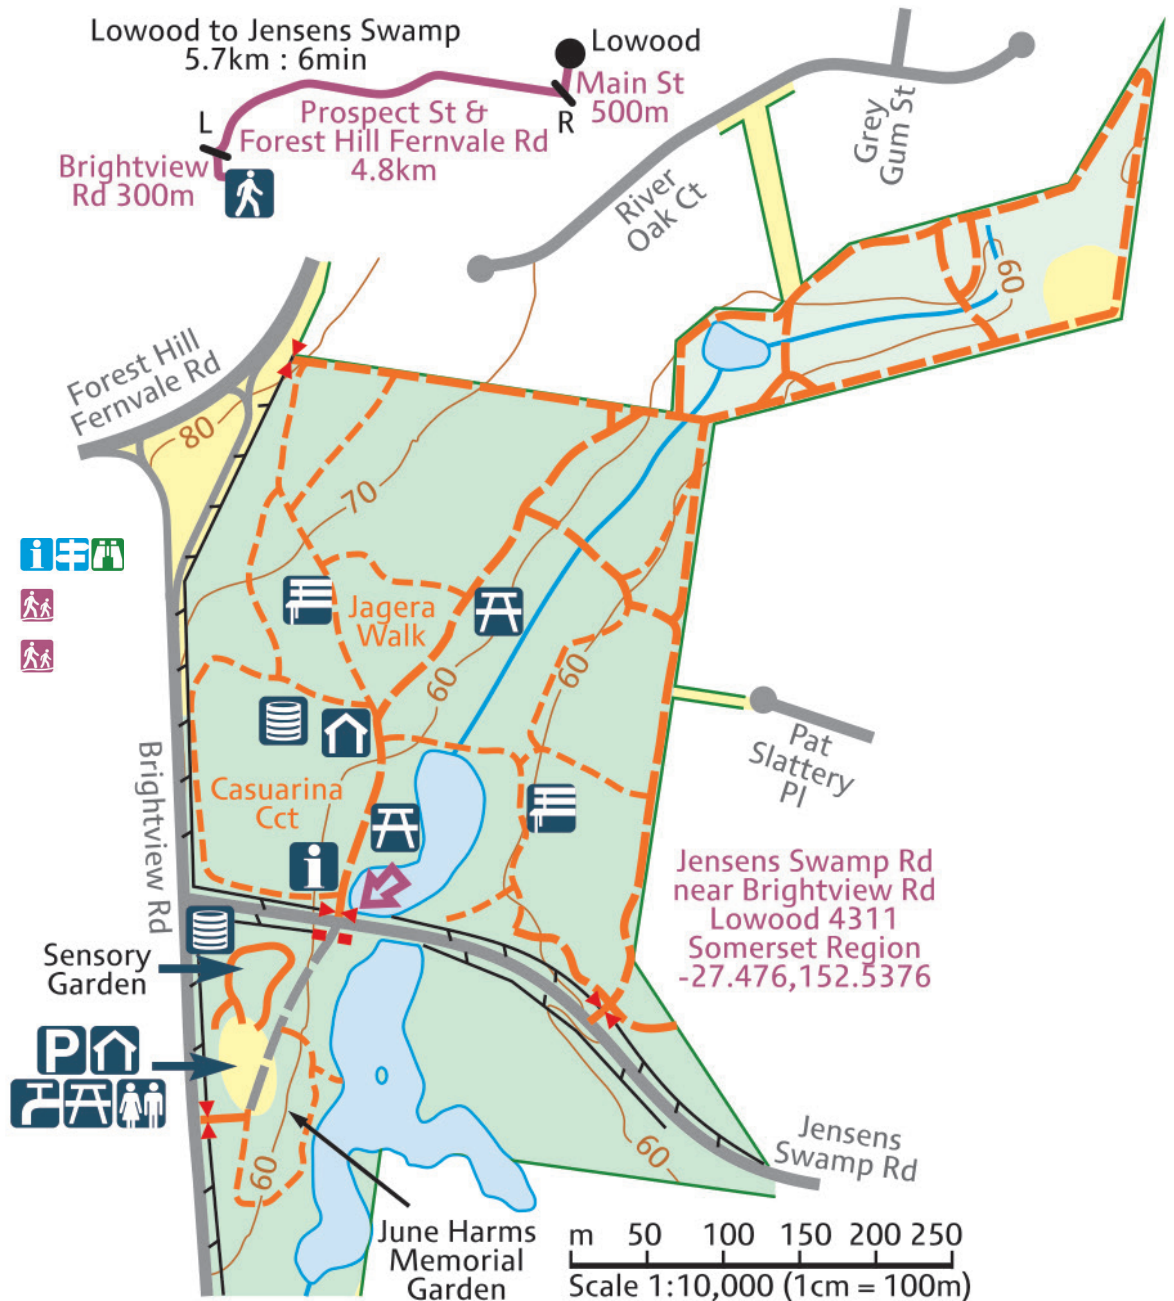 Lowood to Jensens Swamp
5.7km : 6min
Lowood
Main St
500m
R
L
Prospect St &
Forest Hill Fernvale Rd
4.8km
Brightview
Rd 300m
Grey
Gum St
River
Oak Ct
60
Forest Hill
Fernvale Rd
80
70
Jagera
Walk
60
60
Pat
Slattery
Pl
Brightview Rd
Casuarina
Cct
i
i
Jensens Swamp Rd
near Brightview Rd
Lowood 4311
Somerset Region
-27.476,152.5376
Sensory
Garden
P
60
60
Jensens
Swamp Rd
June Harms
Memorial
Garden
m 50 100 150 200 250
Scale 1:10,000 (1cm = 100m)